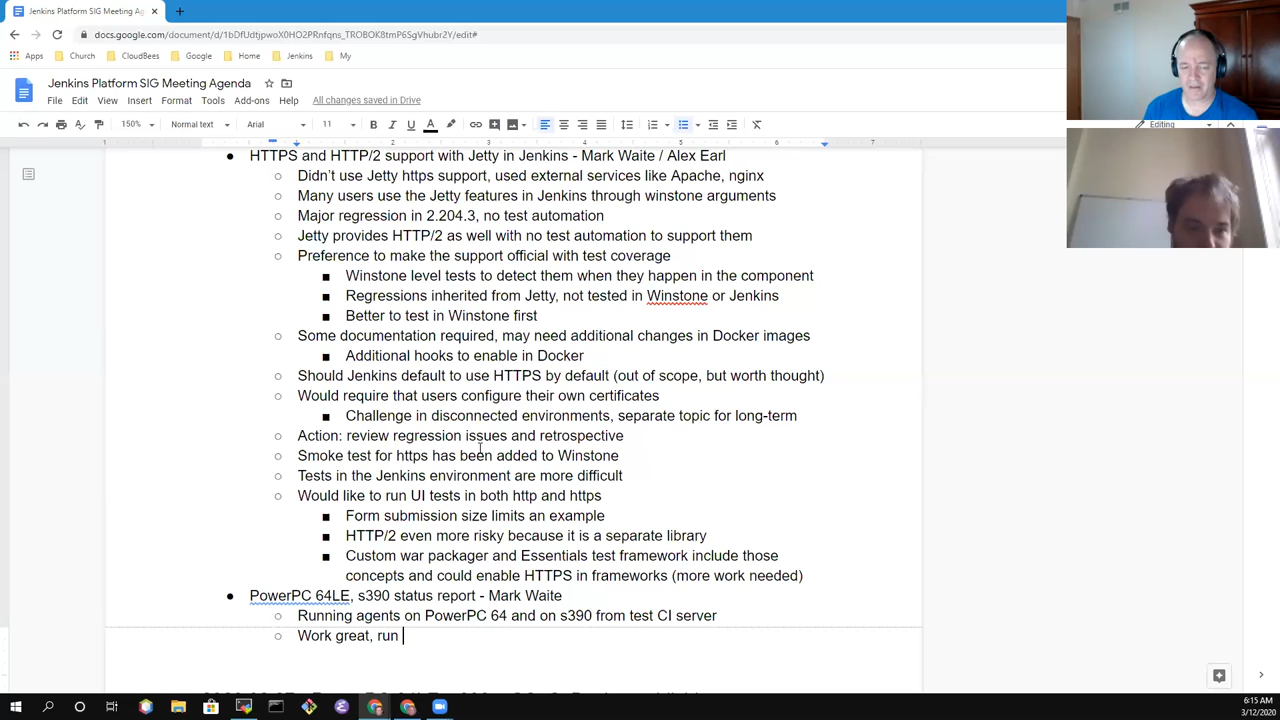 Jenkins Platform SIG Meeting Age
docs.google.com/document/d/1bDfUdtjpwoX0HO2PRnfqns_TROBOK8tmP6SgVhubr2Y/edit#
Apps Church CloudBees Google Home Jenkins My
Jenkins Platform SIG Meeting Agenda
File Edit View Insert Format Tools Add-ons Help All changes saved in Drive
150% Normal text Arial 11 B I U A Editing
1 2 3 4 5 6 7
● HTTPS and HTTP/2 support with Jetty in Jenkins - Mark Waite / Alex Earl
○ Didn’t use Jetty https support, used external services like Apache, nginx
○ Many users use the Jetty features in Jenkins through winstone arguments
○ Major regression in 2.204.3, no test automation
○ Jetty provides HTTP/2 as well with no test automation to support them
○ Preference to make the support official with test coverage
■ Winstone level tests to detect them when they happen in the component
■ Regressions inherited from Jetty, not tested in Winstone or Jenkins
■ Better to test in Winstone first
○ Some documentation required, may need additional changes in Docker images
■ Additional hooks to enable in Docker
○ Should Jenkins default to use HTTPS by default (out of scope, but worth thought)
○ Would require that users configure their own certificates
■ Challenge in disconnected environments, separate topic for long-term
○ Action: review regression issues and retrospective
○ Smoke test for https has been added to Winstone
○ Tests in the Jenkins environment are more difficult
○ Would like to run UI tests in both http and https
■ Form submission size limits an example
■ HTTP/2 even more risky because it is a separate library
■ Custom war packager and Essentials test framework include those
concepts and could enable HTTPS in frameworks (more work needed)
● PowerPC 64LE, s390 status report - Mark Waite
○ Running agents on PowerPC 64 and on s390 from test CI server
○ Work great, run
6:15 AM
3/12/2020